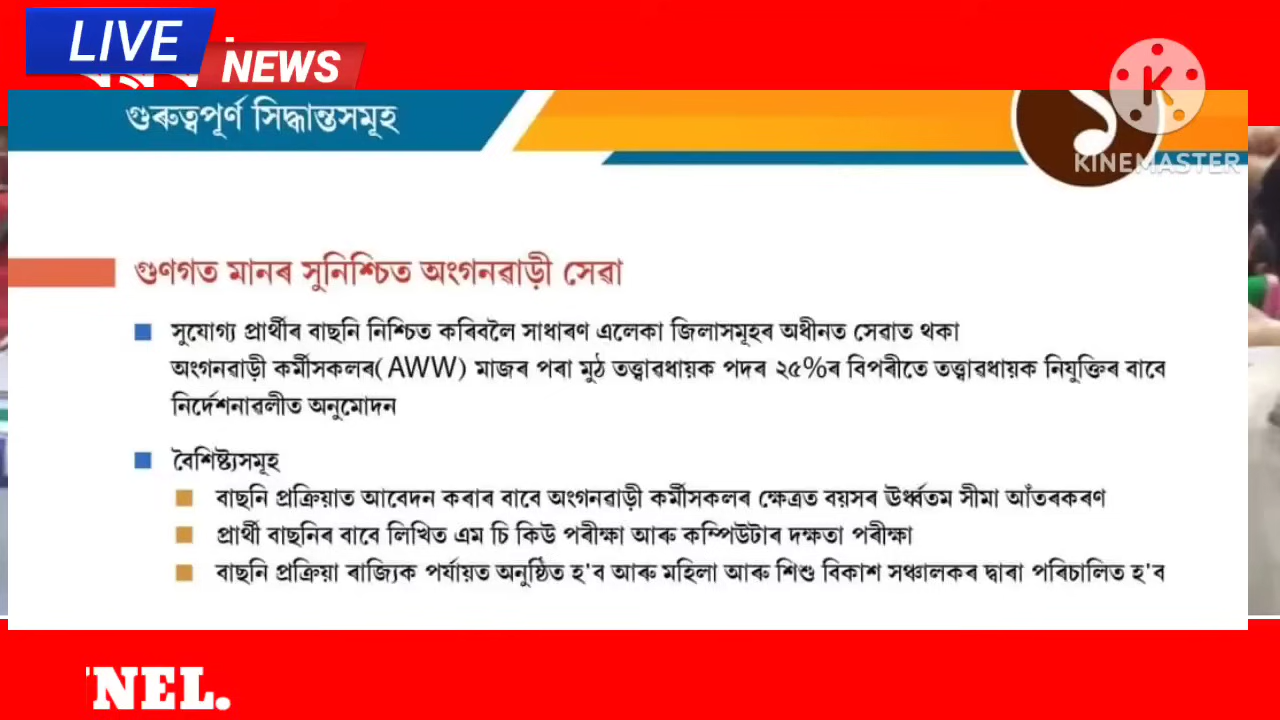 LIVE
NEWS
KINEMASTER
গুৰুত্বপূৰ্ণ সিদ্ধান্তসমূহ
গুণগত মানৰ সুনিশ্চিত অংগনৱাড়ী সেৱা
সুযোগ্য প্ৰাৰ্থীৰ বাছনি নিশ্চিত কৰিবলৈ সাধাৰণ এলেকা জিলাসমূহৰ অধীনত সেৱাত থকা
অংগনৱাড়ী কৰ্মীসকলৰ( AWW) মাজৰ পৰা মুঠ তত্ত্বাৱধায়ক পদৰ ২৫%ৰ বিপৰীতে তত্ত্বাৱধায়ক নিযুক্তিৰ বাবে
নিৰ্দেশনাৱলীত অনুমোদন
বৈশিষ্ট্যসমূহ
বাছনি প্ৰক্ৰিয়াত আবেদন কৰাৰ বাবে অংগনৱাড়ী কৰ্মীসকলৰ ক্ষেত্ৰত বয়সৰ ঊৰ্ধ্বতম সীমা আঁতৰকৰণ
প্ৰাৰ্থী বাছনিৰ বাবে লিখিত এম চি কিউ পৰীক্ষা আৰু কম্পিউটাৰ দক্ষতা পৰীক্ষা
বাছনি প্ৰক্ৰিয়া ৰাজ্যিক পৰ্যায়ত অনুষ্ঠিত হ'ব আৰু মহিলা আৰু শিশু বিকাশ সঞ্চালকৰ দ্বাৰা পৰিচালিত হ'ব
NEL.